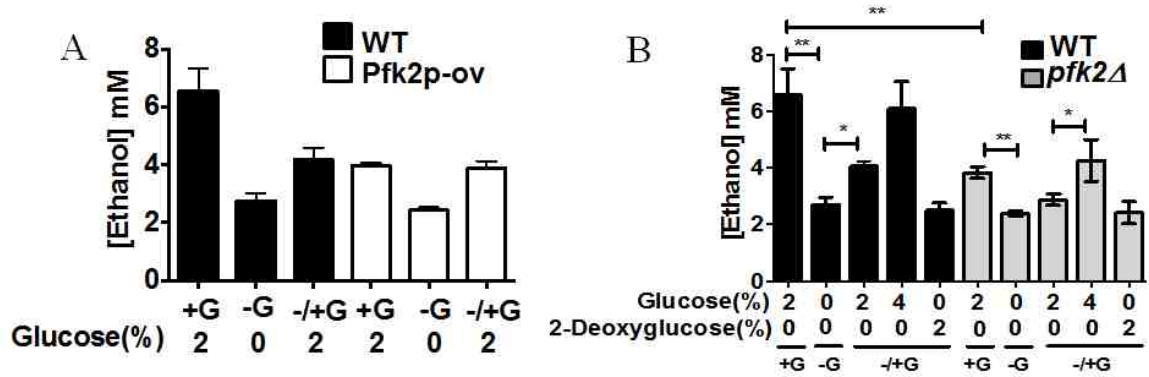 A
WT
Pfk2p-ov
[Ethanol] mM
8
6
4
2
0
+G -G -/+G +G -G -/+G
Glucose(%) 2 0 2 2 0 2
B
WT
pfk2Δ
[Ethanol] mM
8
6
4
2
0
**
**
*
**
*
Glucose(%) 2 0 2 4 0 2 0 2 4 0
2-Deoxyglucose(%) 0 0 0 0 2 0 0 0 0 2
+G -G -/+G +G -G -/+G